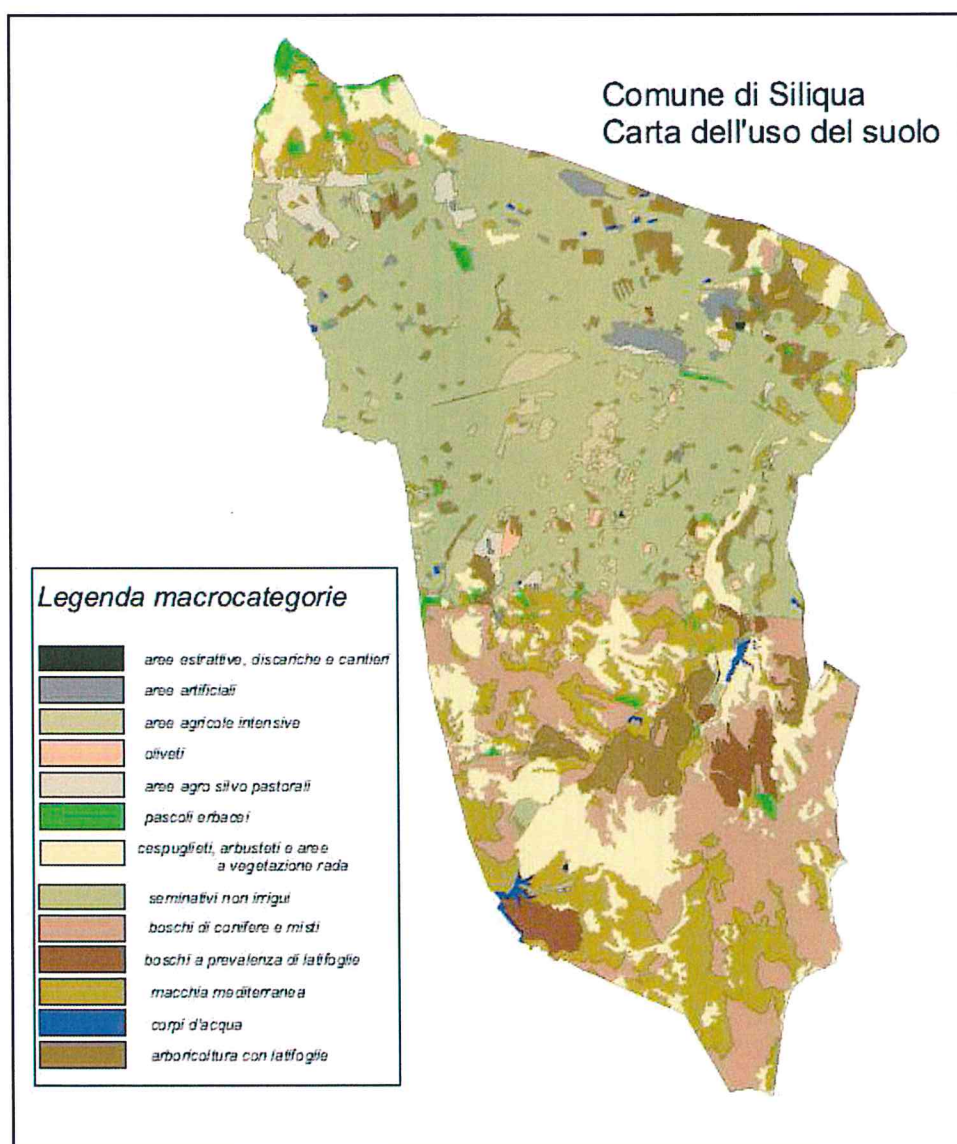 Comune di Siliqua
Carta dell'uso del suolo
Legenda macrocategorie
aree estrattive, discariche e cantieri
aree artificiali
aree agricole intensive
oliveti
aree agro silvo pastorali
pascoli erbacei
cespuglieti, arbusteti e aree
a vegetazione rada
seminativi non irrigui
boschi di conifere e misti
boschi a prevalenza di latifoglie
macchia mediterranea
corpi d'acqua
arboricoltura con latifoglie